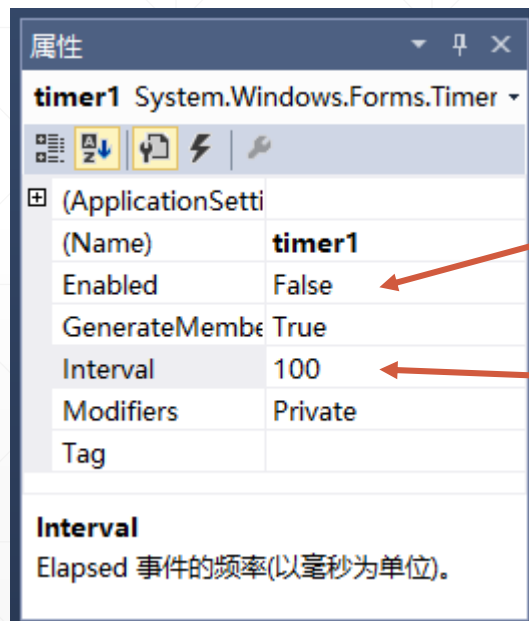 属性
timer1 System.Windows.Forms.Timer
(ApplicationSetti
(Name) timer1
Enabled False
GenerateMembe True
Interval 100
Modifiers Private
Tag
Interval
Elapsed 事件的频率(以毫秒为单位)。